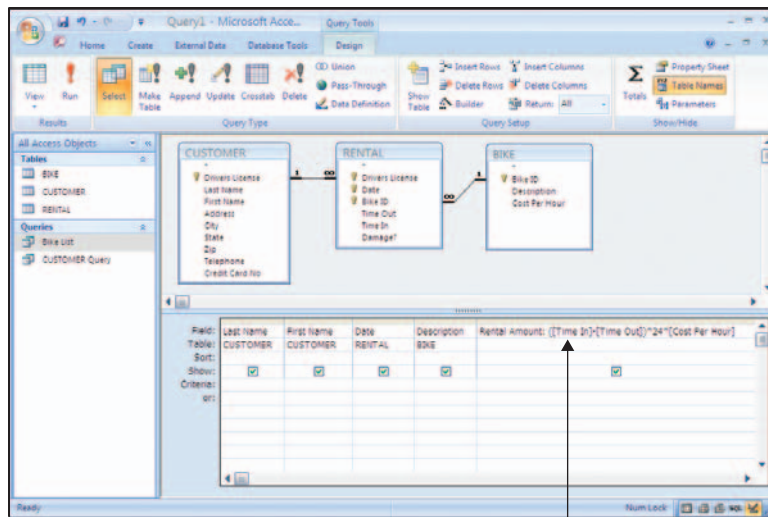 Query1 - Microsoft Acce...
Query Tools
Home
Create
External Data
Database Tools
Design
View
Run
Results
Select
Make Table
Append
Update
Crosstab
Delete
Union
Pass-Through
Data Definition
Query Type
Show Table
Insert Rows
Delete Rows
Builder
Insert Columns
Delete Columns
Return: All
Query Setup
Totals
Property Sheet
Table Names
Parameters
Show/Hide
All Access Objects
Tables
BIKE
CUSTOMER
RENTAL
Queries
Bike List
CUSTOMER Query
CUSTOMER
*
Drivers License
Last Name
First Name
Address
City
State
Zip
Telephone
Credit Card No
1
∞
RENTAL
*
Drivers License
Date
Bike ID
Time Out
Time In
Damage?
∞
1
BIKE
*
Bike ID
Description
Cost Per Hour
Field: Last Name First Name Date Description Rental Amount: ([Time In]-[Time Out])*24*[Cost Per Hour]
Table: CUSTOMER CUSTOMER RENTAL BIKE
Sort:
Show:
Criteria:
or:
Ready
Num Lock
SQL